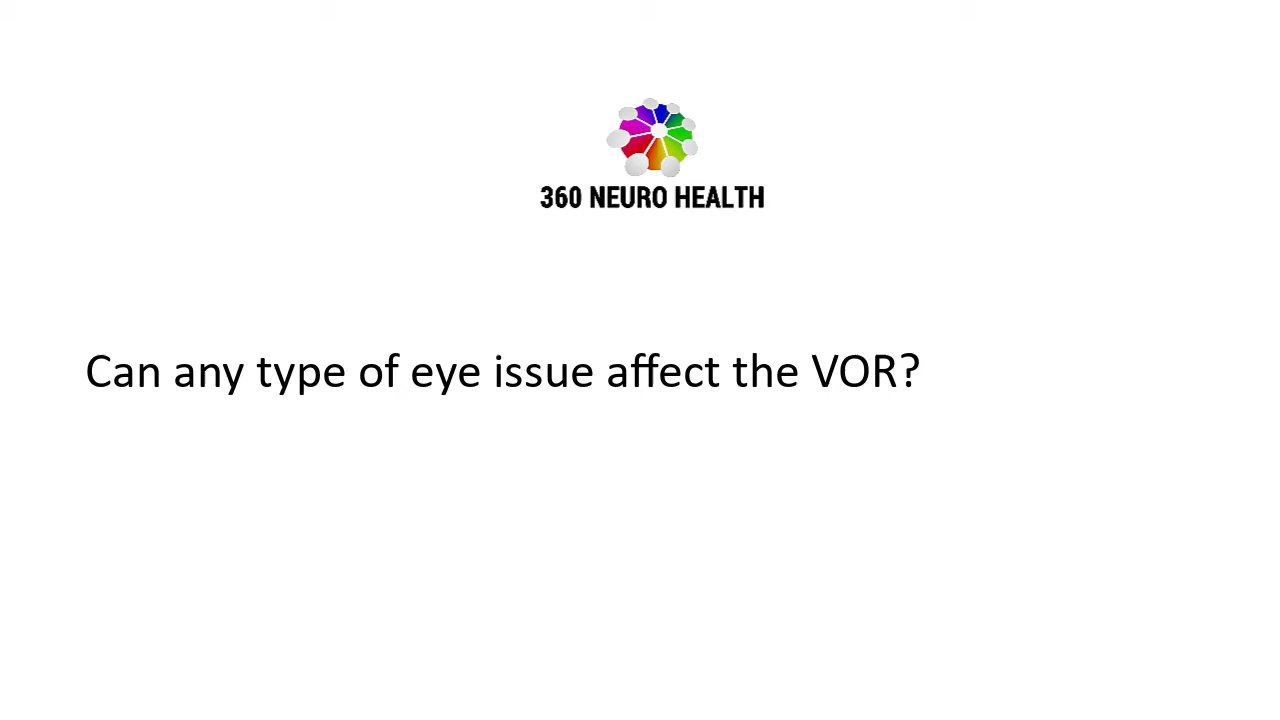 360 NEURO HEALTH
Can any type of eye issue affect the VOR?